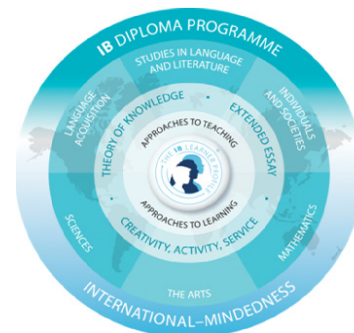 IB DIPLOMA PROGRAMME
STUDIES IN LANGUAGE
AND LITERATURE
LANGUAGE
ACQUISITION
INDIVIDUALS
AND SOCIETIES
THEORY OF KNOWLEDGE
EXTENDED ESSAY
APPROACHES TO TEACHING
THE IB LEARNER PROFILE
APPROACHES TO LEARNING
CREATIVITY, ACTIVITY, SERVICE
SCIENCES
MATHEMATICS
THE ARTS
INTERNATIONAL-MINDEDNESS